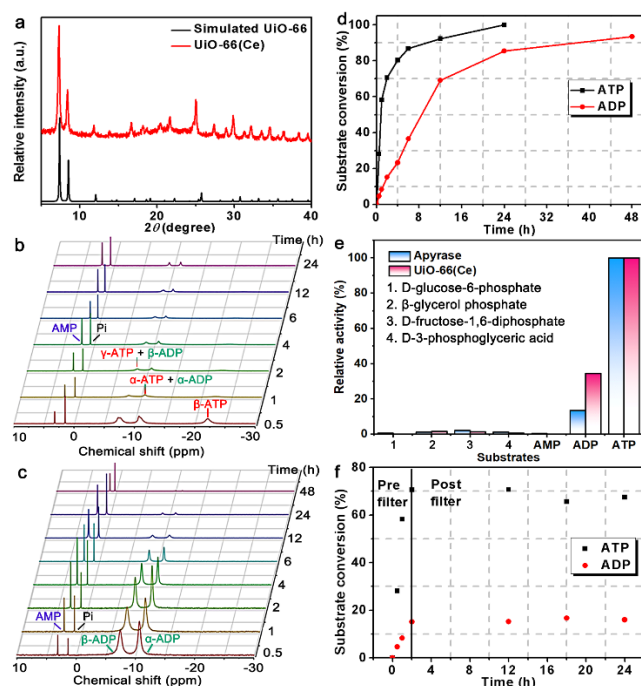 a
Simulated UiO-66
UiO-66(Ce)
Relative intensity (a.u.)
0 10 20 30 40
2θ (degree)
b
Time (h)
24
12
6
4
2
1
0.5
AMP
Pi
γ-ATP + β-ADP
α-ATP + α-ADP
β-ATP
10 0 -10 -20 -30
Chemical shift (ppm)
c
Time (h)
48
24
12
6
4
2
1
0.5
AMP
Pi
β-ADP
α-ADP
10 0 -10 -20 -30
Chemical shift (ppm)
d
Substrate conversion (%)
100
80
60
40
20
0
ATP
ADP
0 8 16 24 32 40 48
Time (h)
e
Apyrase
UiO-66(Ce)
1. D-glucose-6-phosphate
2. β-glycerol phosphate
3. D-fructose-1,6-diphosphate
4. D-3-phosphoglyceric acid
Relative activity (%)
100
80
60
40
20
0
1 2 3 4 AMP ADP ATP
Substrates
f
Substrate conversion (%)
80
60
40
20
0
Pre
filter
Post
filter
ATP
ADP
0 4 8 12 16 20 24
Time (h)